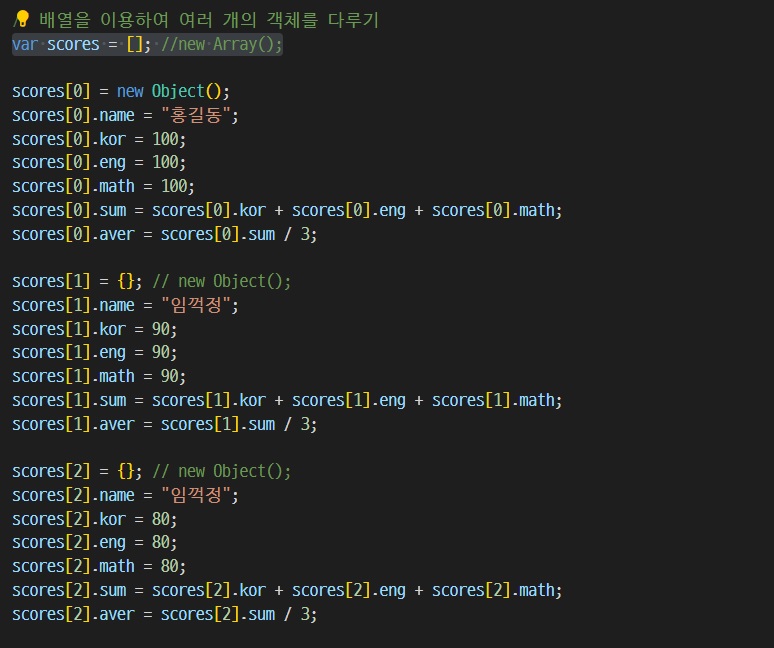 // 배열을 이용하여 여러 개의 객체를 다루기
var scores = []; //new Array();
scores[0] = new Object();
scores[0].name = "홍길동";
scores[0].kor = 100;
scores[0].eng = 100;
scores[0].math = 100;
scores[0].sum = scores[0].kor + scores[0].eng + scores[0].math;
scores[0].aver = scores[0].sum / 3;
scores[1] = {}; // new Object();
scores[1].name = "임꺽정";
scores[1].kor = 90;
scores[1].eng = 90;
scores[1].math = 90;
scores[1].sum = scores[1].kor + scores[1].eng + scores[1].math;
scores[1].aver = scores[1].sum / 3;
scores[2] = {}; // new Object();
scores[2].name = "임꺽정";
scores[2].kor = 80;
scores[2].eng = 80;
scores[2].math = 80;
scores[2].sum = scores[2].kor + scores[2].eng + scores[2].math;
scores[2].aver = scores[2].sum / 3;